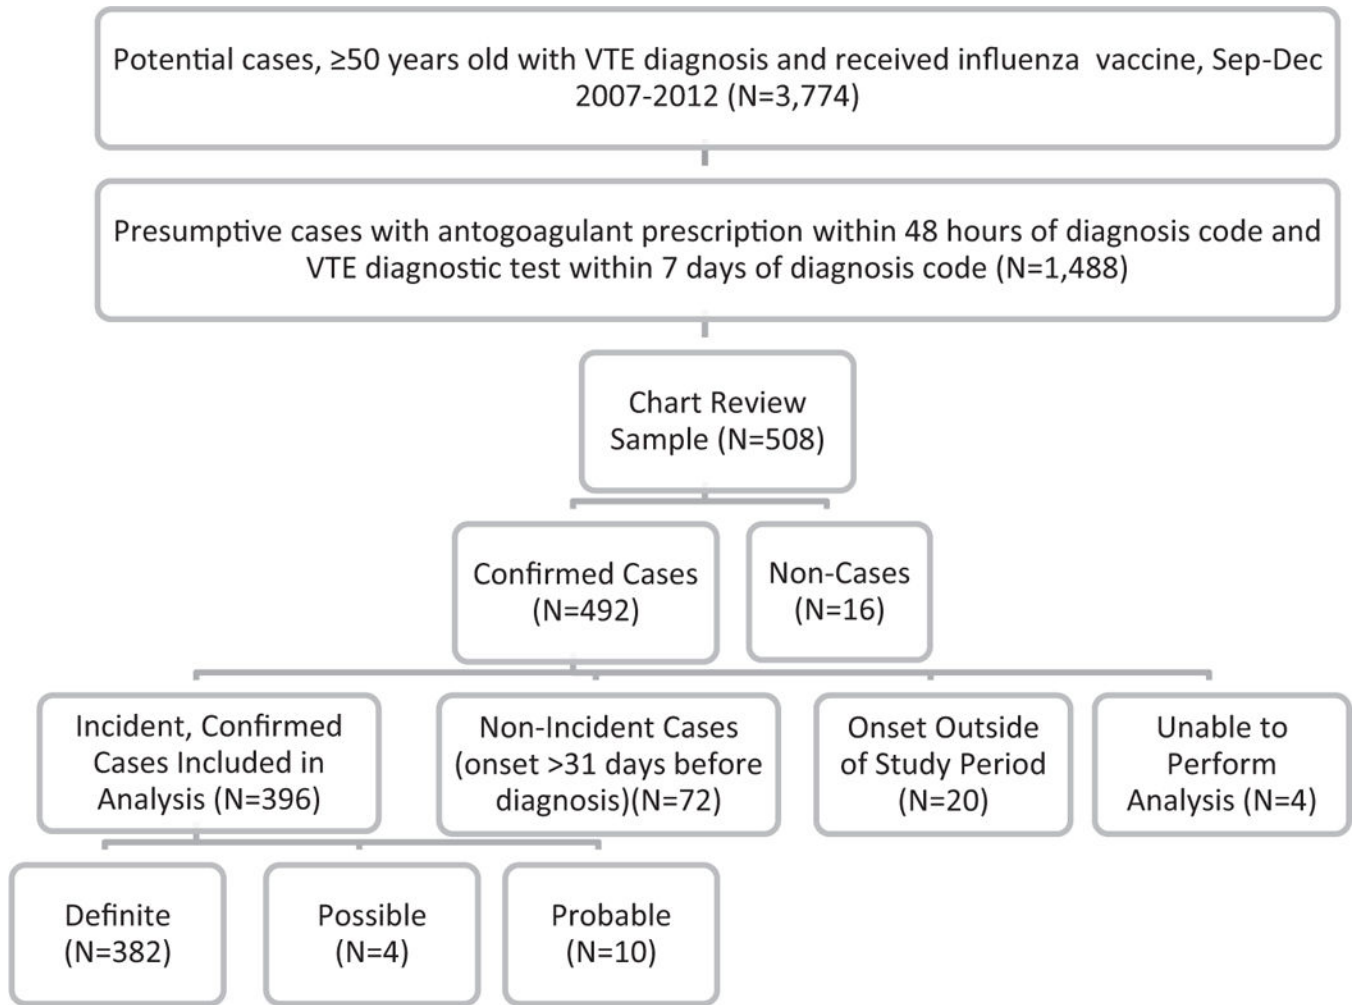 Potential cases, ≥50 years old with VTE diagnosis and received influenza vaccine, Sep-Dec
2007-2012 (N=3,774)
Presumptive cases with antogoagulant prescription within 48 hours of diagnosis code and
VTE diagnostic test within 7 days of diagnosis code (N=1,488)
Chart Review
Sample (N=508)
Confirmed Cases
(N=492)
Non-Cases
(N=16)
Incident, Confirmed
Cases Included in
Analysis (N=396)
Non-Incident Cases
(onset >31 days before
diagnosis)(N=72)
Onset Outside
of Study Period
(N=20)
Unable to
Perform
Analysis (N=4)
Definite
(N=382)
Possible
(N=4)
Probable
(N=10)